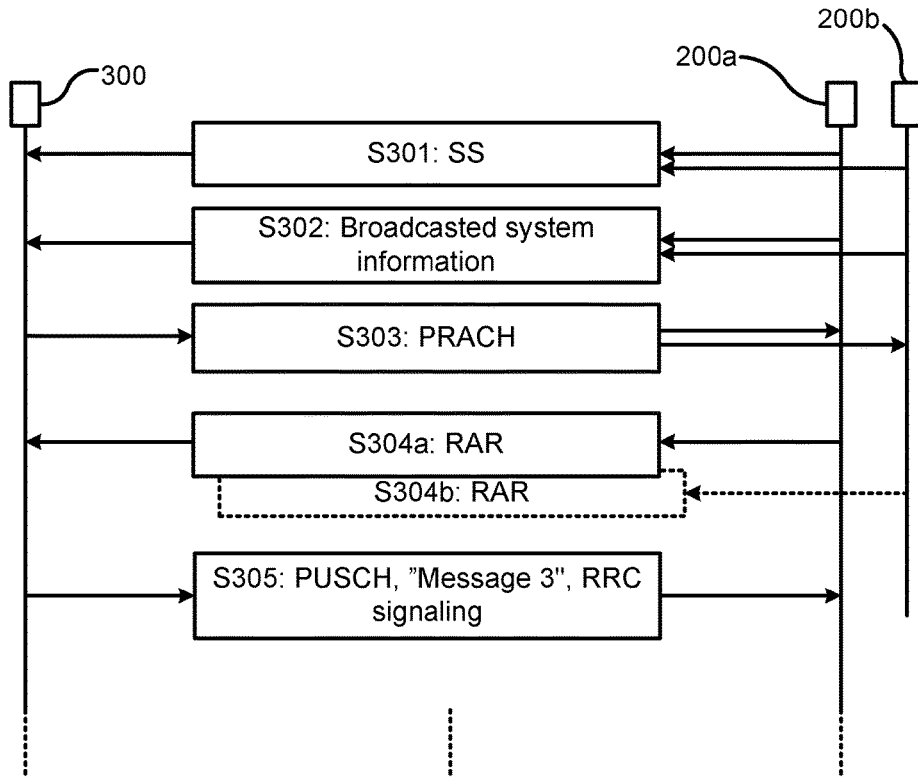 200b
300
200a
S301: SS
S302: Broadcasted system
information
S303: PRACH
S304a: RAR
S304b: RAR
S305: PUSCH, ”Message 3", RRC
signaling